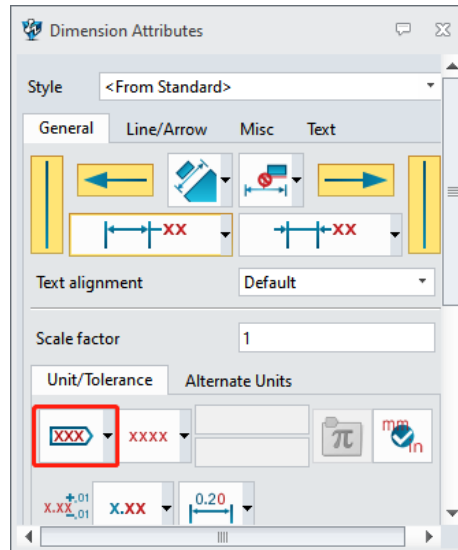 Dimension Attributes
Style <From Standard>
General Line/Arrow Misc Text
XX XX
Text alignment Default
Scale factor 1
Unit/Tolerance Alternate Units
XXX XXXX π mm in
X.XX +.01 -.01 X.XX 0.20